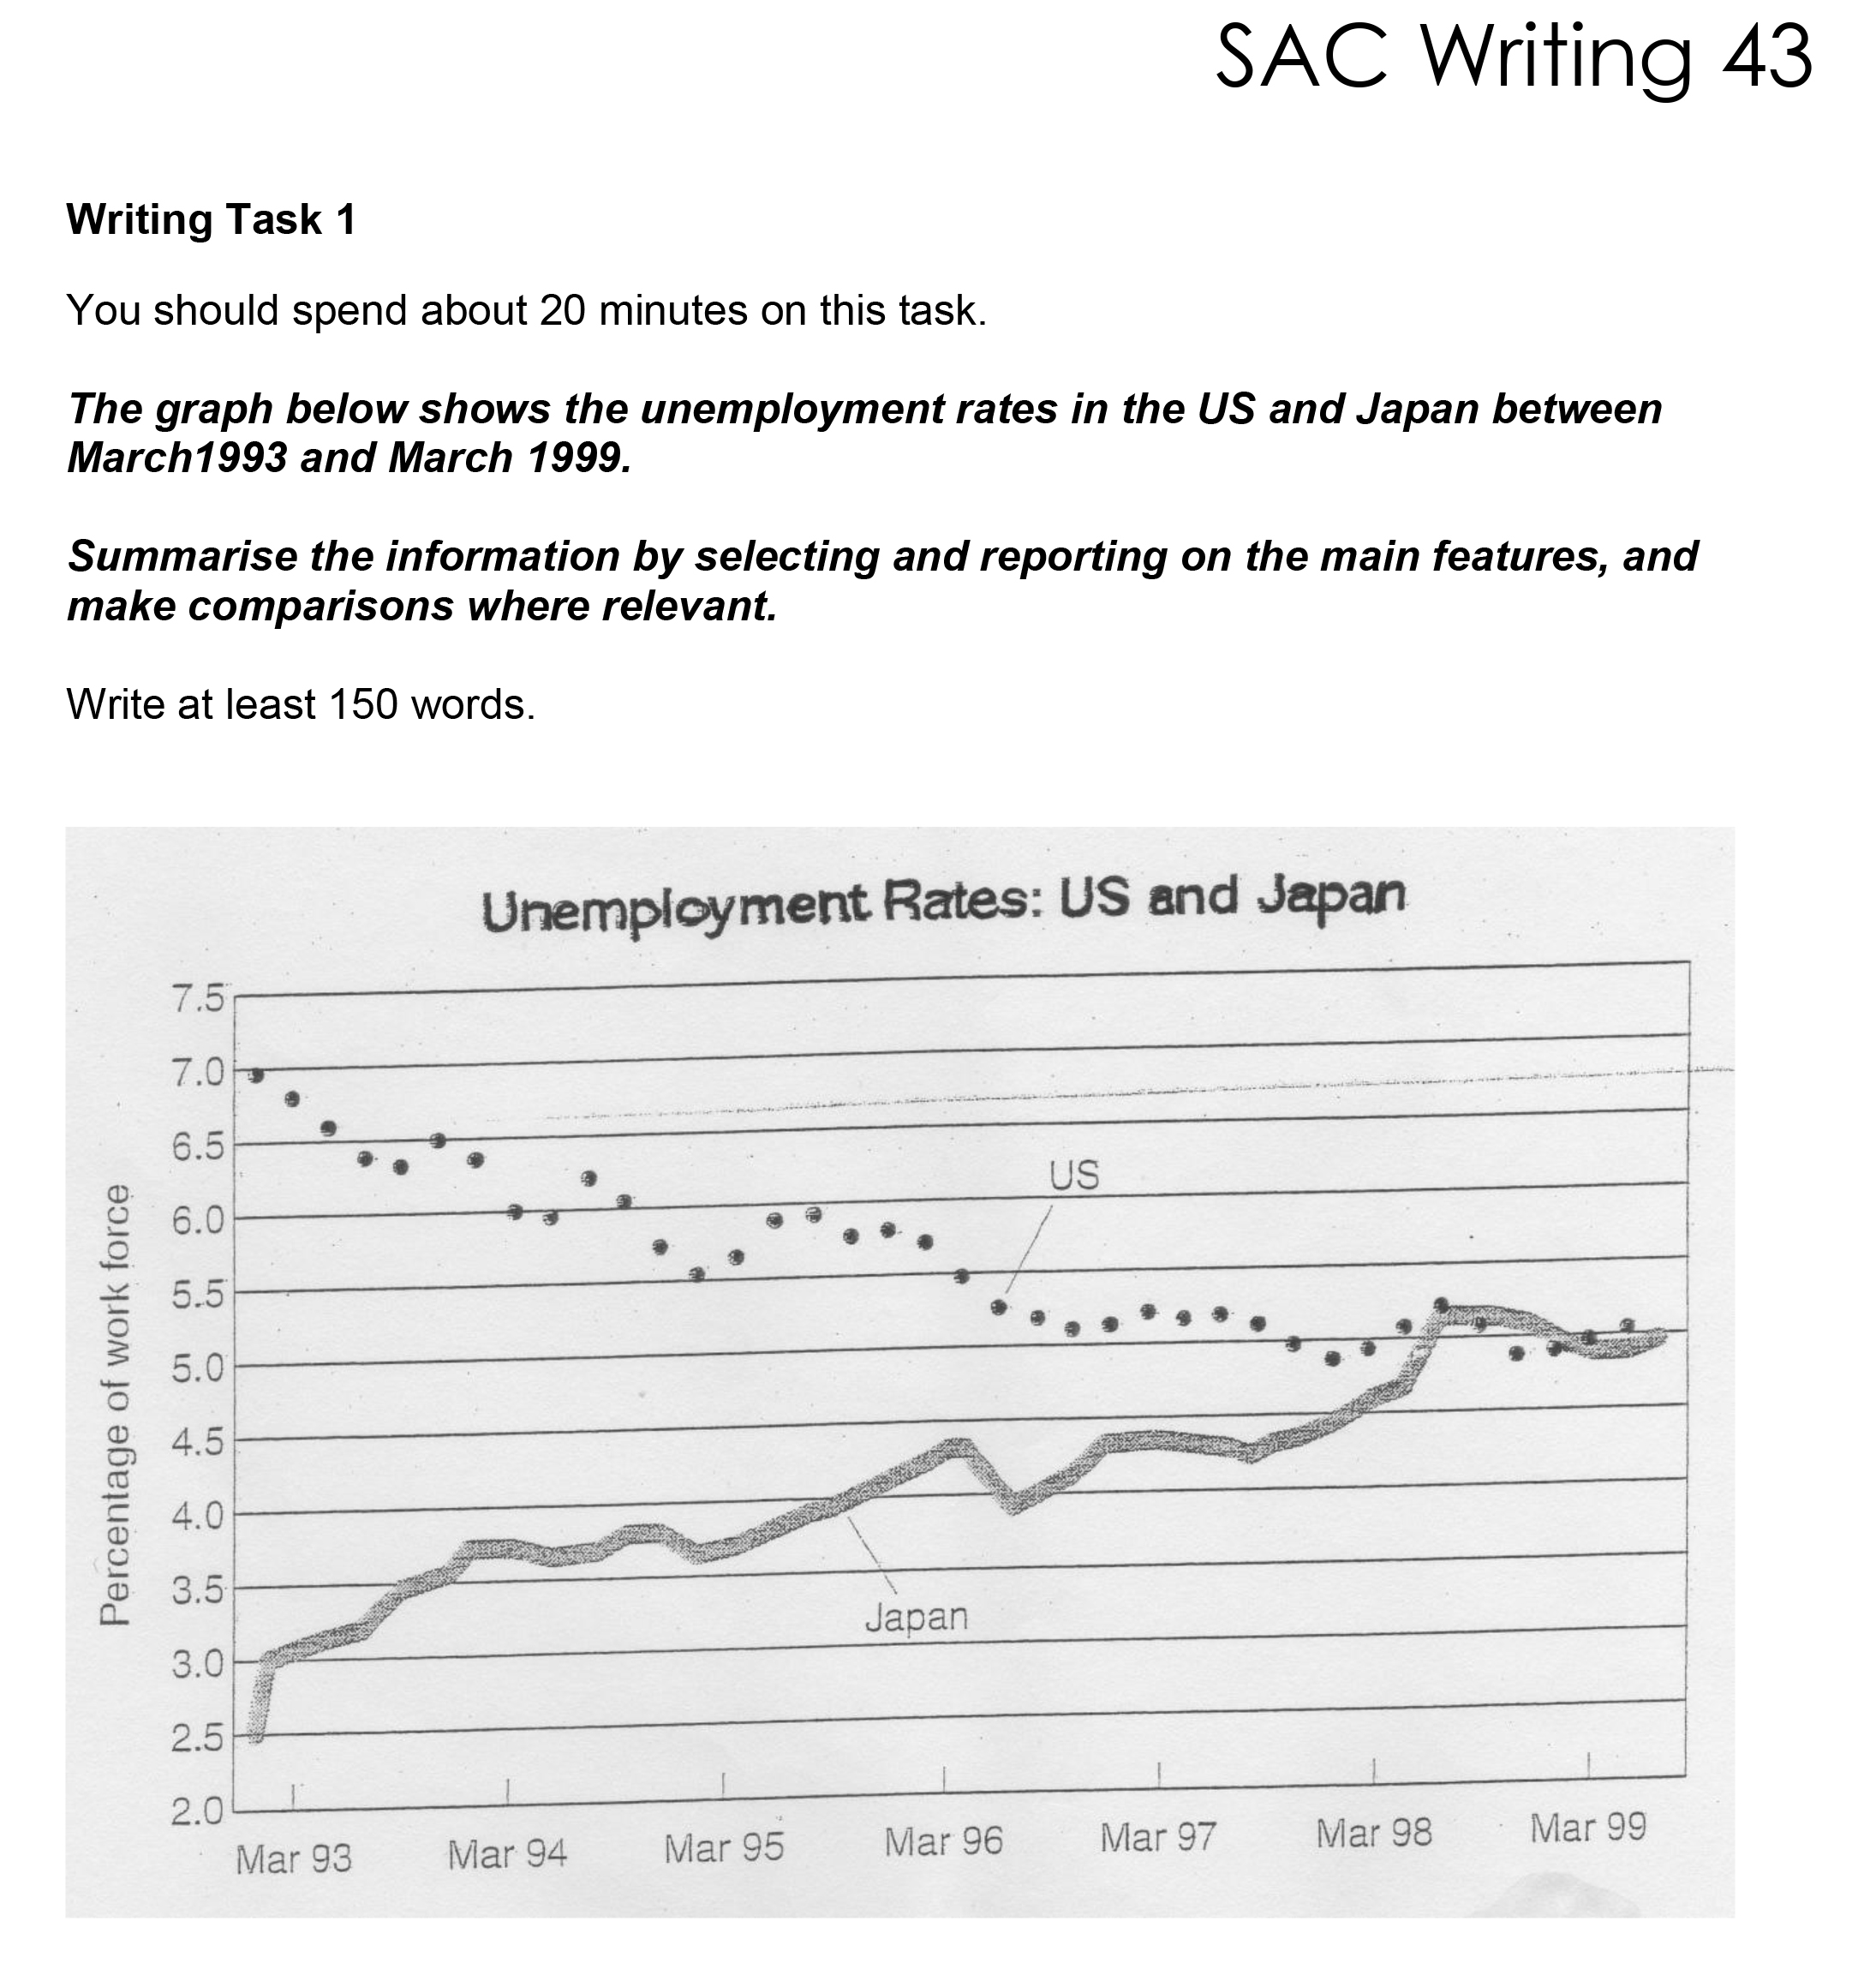 SAC Writing 43
Writing Task 1
You should spend about 20 minutes on this task.
The graph below shows the unemployment rates in the US and Japan between
March1993 and March 1999.
Summarise the information by selecting and reporting on the main features, and
make comparisons where relevant.
Write at least 150 words.
Unemployment Rates: US and Japan
Percentage of work force
7.5
7.0
6.5
6.0
5.5
5.0
4.5
4.0
3.5
3.0
2.5
2.0
US
Japan
Mar 93 Mar 94 Mar 95 Mar 96 Mar 97 Mar 98 Mar 99